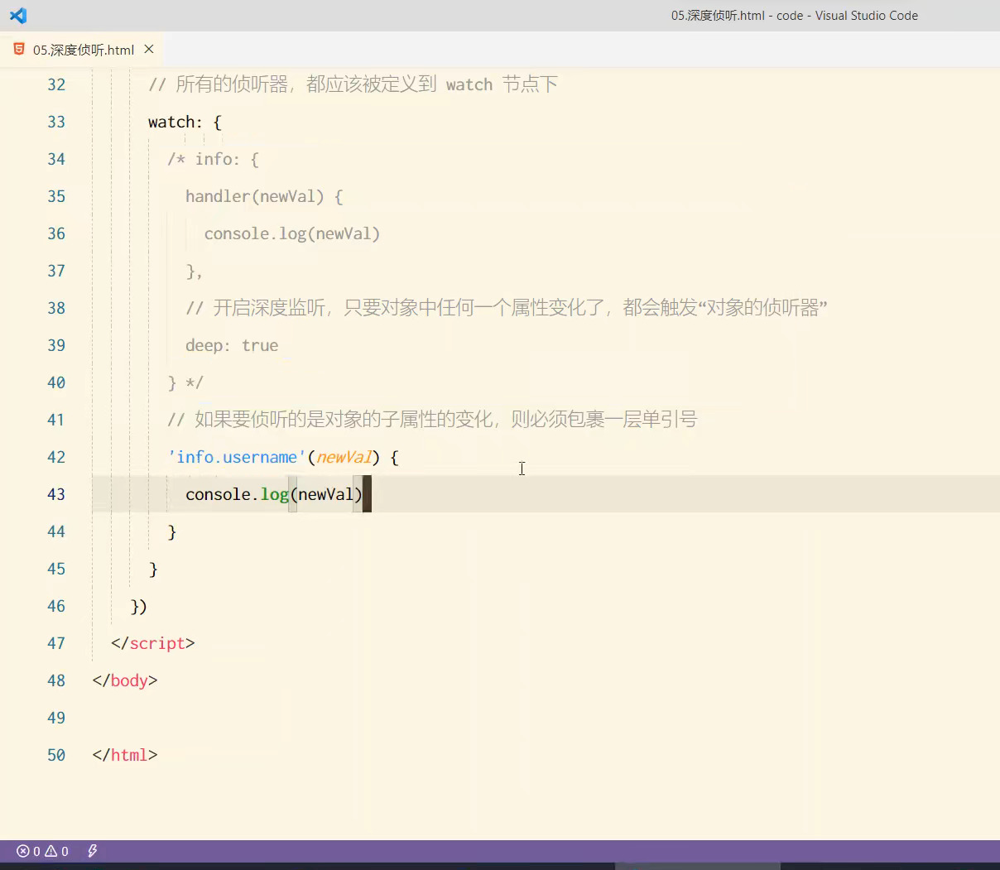 05.深度侦听.html - code - Visual Studio Code
05.深度侦听.html
32 // 所有的侦听器，都应该被定义到 watch 节点下
33 watch: {
34 /* info: {
35 handler(newVal) {
36 console.log(newVal)
37 },
38 // 开启深度监听，只要对象中任何一个属性变化了，都会触发“对象的侦听器”
39 deep: true
40 } */
41 // 如果要侦听的是对象的子属性的变化，则必须包裹一层单引号
42 'info.username'(newVal) {
43 console.log(newVal)
44 }
45 }
46 })
47 </script>
48 </body>
49
50 </html>
0 0